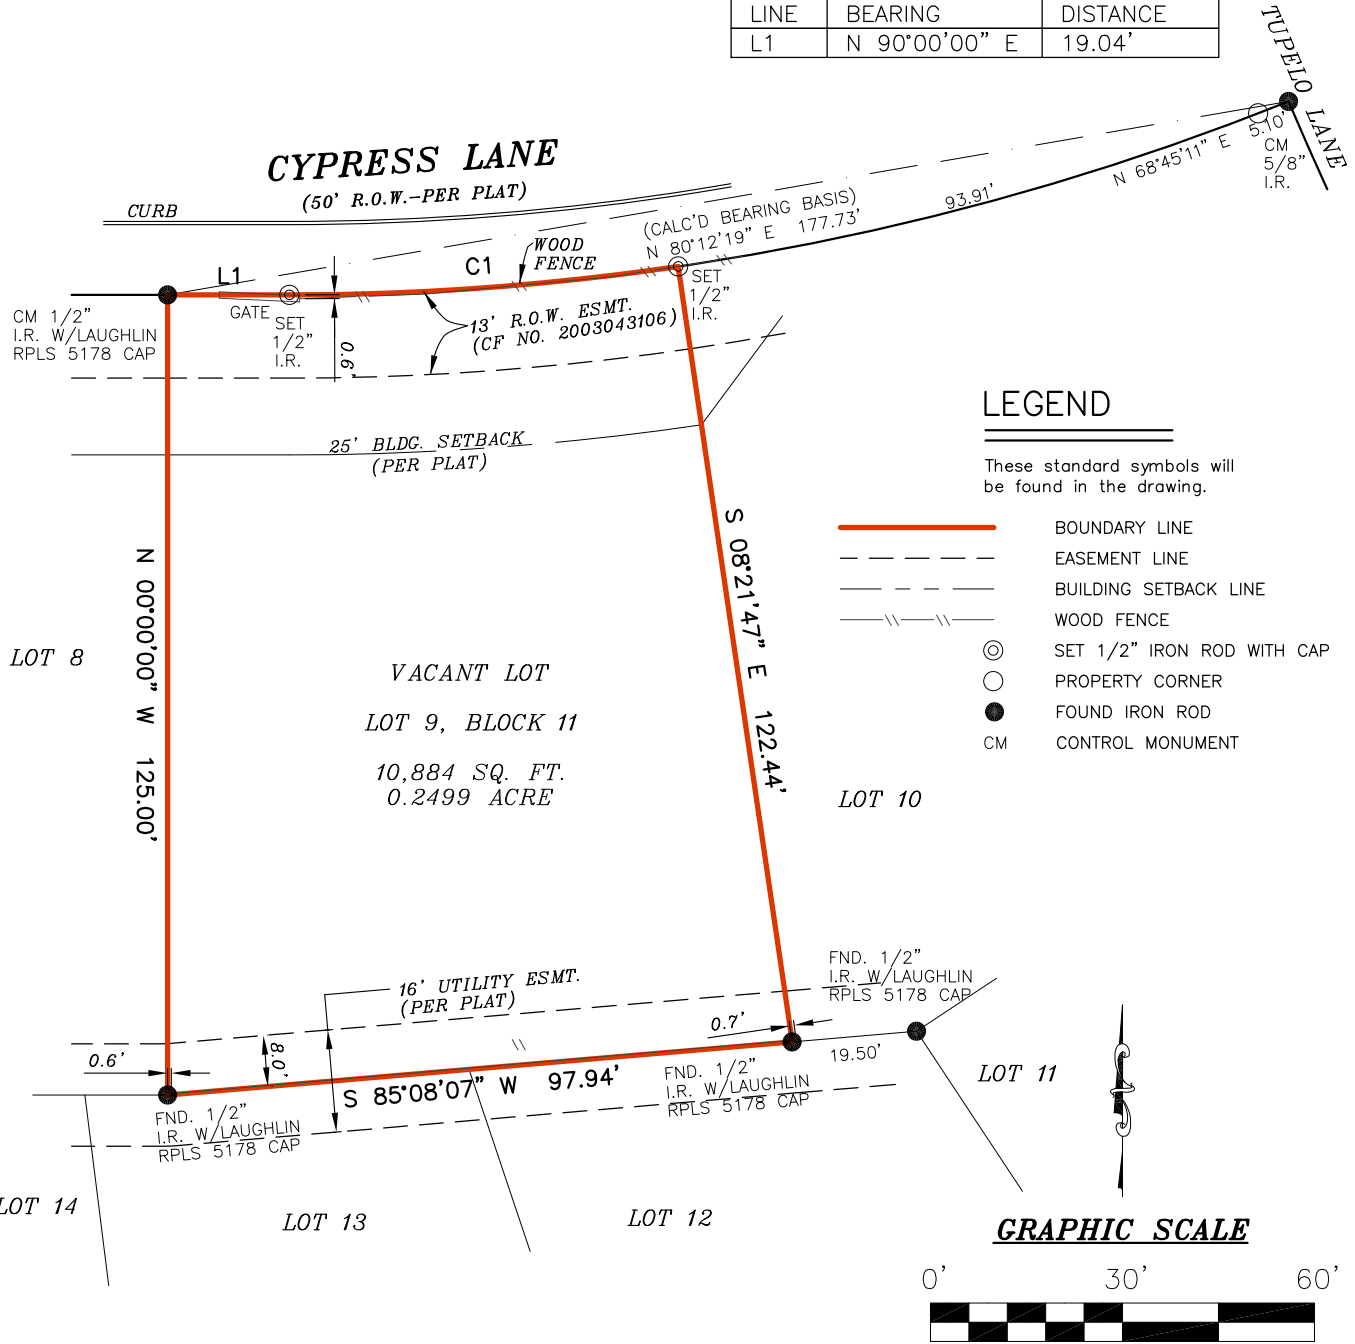 LINE BEARING DISTANCE
L1 N 90°00'00" E 19.04'
TUPELO LANE
CYPRESS LANE
(50' R.O.W.-PER PLAT)
CURB
(CALC'D BEARING BASIS)
N 80°12'19" E 177.73'
93.91'
N 68°45'11" E
5.10'
CM
5/8"
I.R.
WOOD
FENCE
L1
C1
GATE
SET
1/2"
I.R.
SET
1/2"
I.R.
CM 1/2"
I.R. W/LAUGHLIN
RPLS 5178 CAP
0.6'
13' R.O.W. ESMT.
(CF NO. 2003043106)
25' BLDG. SETBACK
(PER PLAT)
LEGEND
These standard symbols will
be found in the drawing.
BOUNDARY LINE
EASEMENT LINE
BUILDING SETBACK LINE
WOOD FENCE
SET 1/2" IRON ROD WITH CAP
PROPERTY CORNER
FOUND IRON ROD
CM CONTROL MONUMENT
N 00°00'00" W 125.00'
S 08°21'47" E 122.44'
LOT 8
VACANT LOT
LOT 9, BLOCK 11
10,884 SQ. FT.
0.2499 ACRE
LOT 10
FND. 1/2"
I.R. W/LAUGHLIN
RPLS 5178 CAP
16' UTILITY ESMT.
(PER PLAT)
0.7'
0.6'
8.0'
19.50'
S 85°08'07" W 97.94'
FND. 1/2"
I.R. W/LAUGHLIN
RPLS 5178 CAP
FND. 1/2"
I.R. W/LAUGHLIN
RPLS 5178 CAP
LOT 11
LOT 14
LOT 13
LOT 12
GRAPHIC SCALE
0' 30' 60'